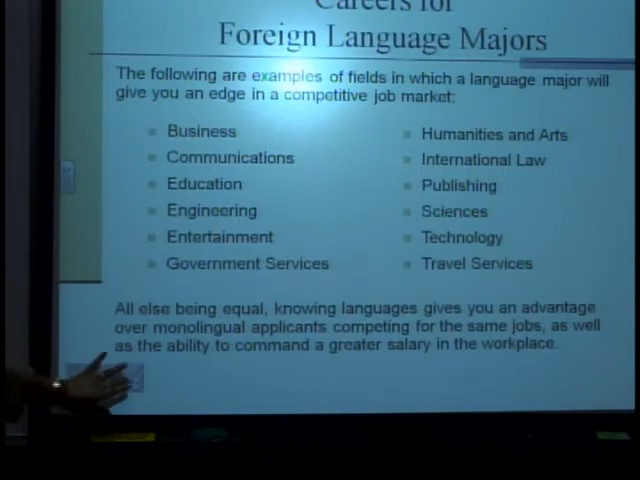 Careers for
Foreign Language Majors
The following are examples of fields in which a language major will
give you an edge in a competitive job market:
Business
Communications
Education
Engineering
Entertainment
Government Services
Humanities and Arts
International Law
Publishing
Sciences
Technology
Travel Services
All else being equal, knowing languages gives you an advantage
over monolingual applicants competing for the same jobs, as well
as the ability to command a greater salary in the workplace.